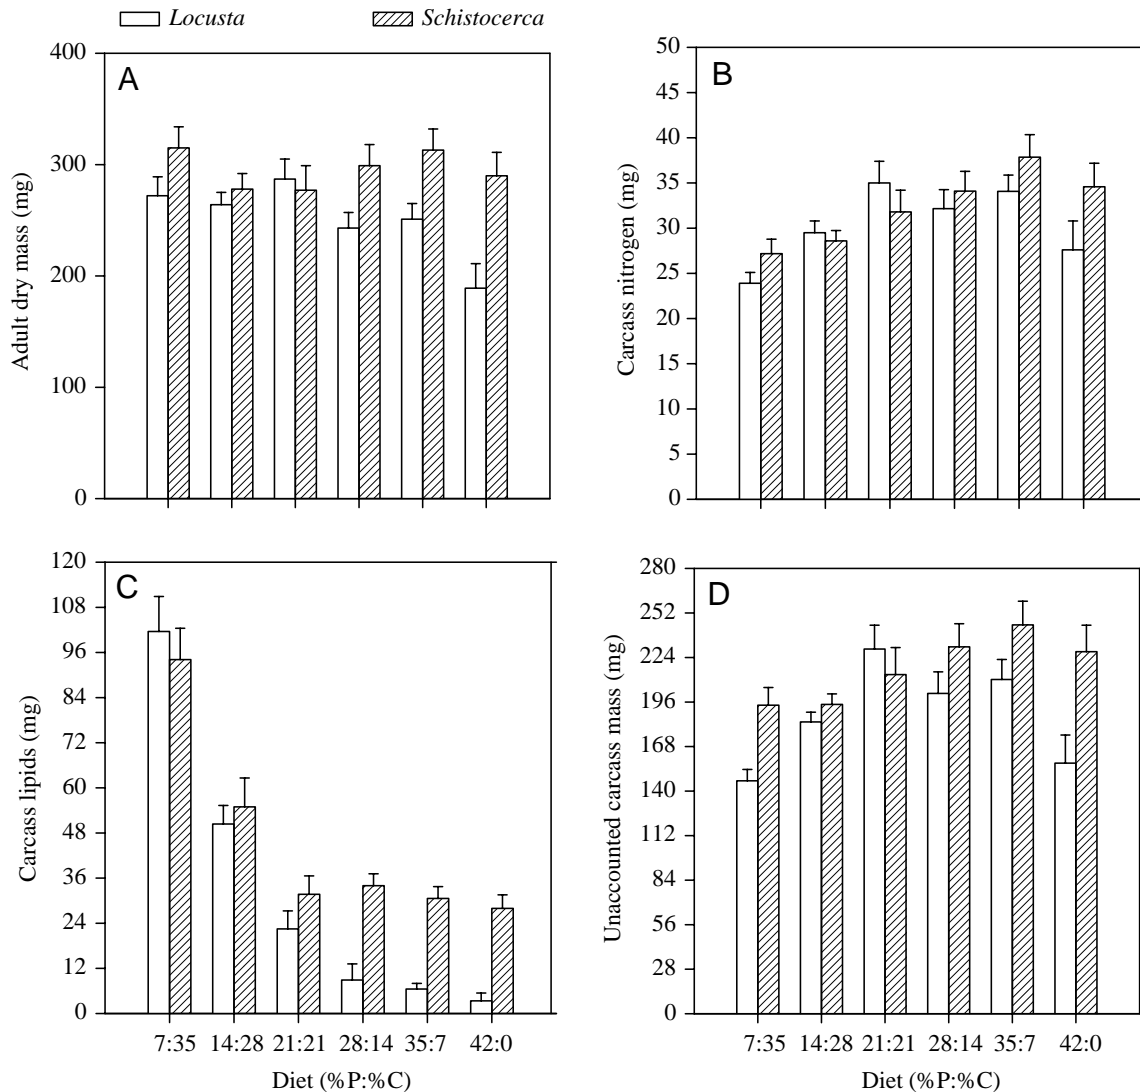 Locusta Schistocerca
A
400
300
200
100
0
Adult dry mass (mg)
B
50
45
40
35
30
25
20
15
10
5
0
Carcass nitrogen (mg)
C
120
108
96
84
72
60
48
36
24
12
0
Carcass lipids (mg)
7:35 14:28 21:21 28:14 35:7 42:0
Diet (%P:%C)
D
280
252
224
196
168
140
112
84
56
28
0
Unaccounted carcass mass (mg)
7:35 14:28 21:21 28:14 35:7 42:0
Diet (%P:%C)